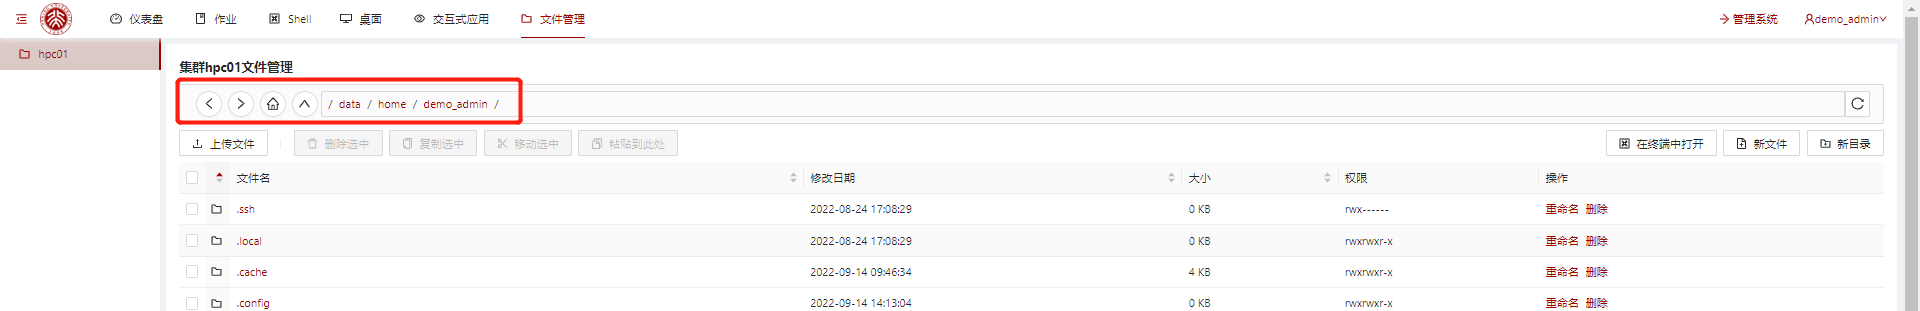 仪表盘 作业 Shell 桌面 交互式应用 文件管理 管理系统 demo_admin
hpc01
集群hpc01文件管理
/ data / home / demo_admin /
上传文件 删除选中 复制选中 移动选中 粘贴到此处 在终端中打开 新文件 新目录
文件名 修改日期 大小 权限 操作
.ssh 2022-08-24 17:08:29 0 KB rwx------ 重命名 删除
.local 2022-08-24 17:08:29 0 KB rwxrwxr-x 重命名 删除
.cache 2022-09-14 09:46:34 4 KB rwxrwxr-x 重命名 删除
.config 2022-09-14 14:13:04 0 KB rwxrwxr-x 重命名 删除